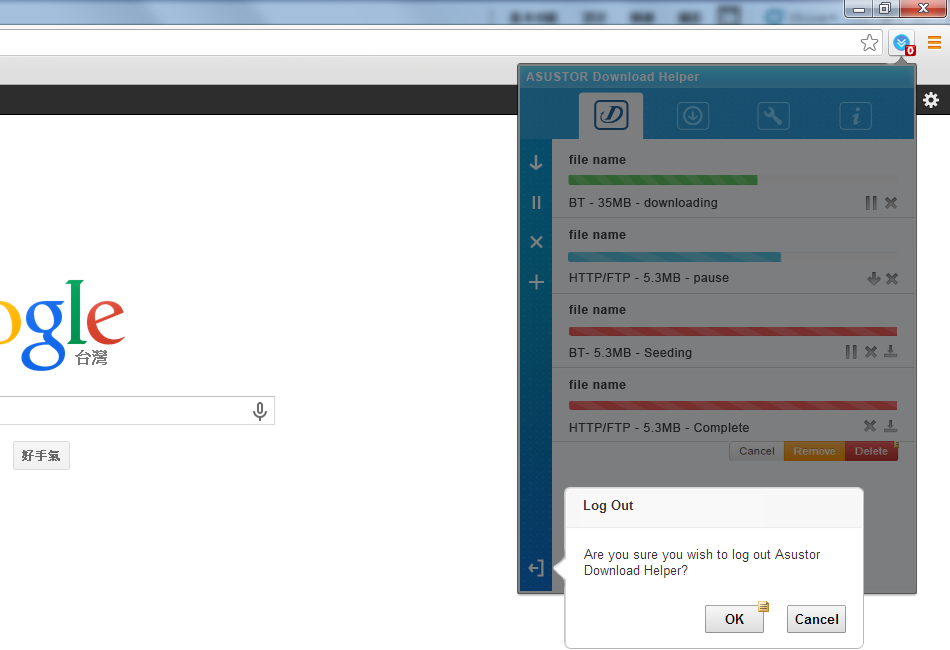 0
ASUSTOR Download Helper
file name
BT - 35MB - downloading
file name
HTTP/FTP - 5.3MB - pause
file name
BT- 5.3MB - Seeding
file name
HTTP/FTP - 5.3MB - Complete
Cancel Remove Delete
ogle
台灣
好手氣
Log Out
Are you sure you wish to log out Asustor
Download Helper?
OK Cancel